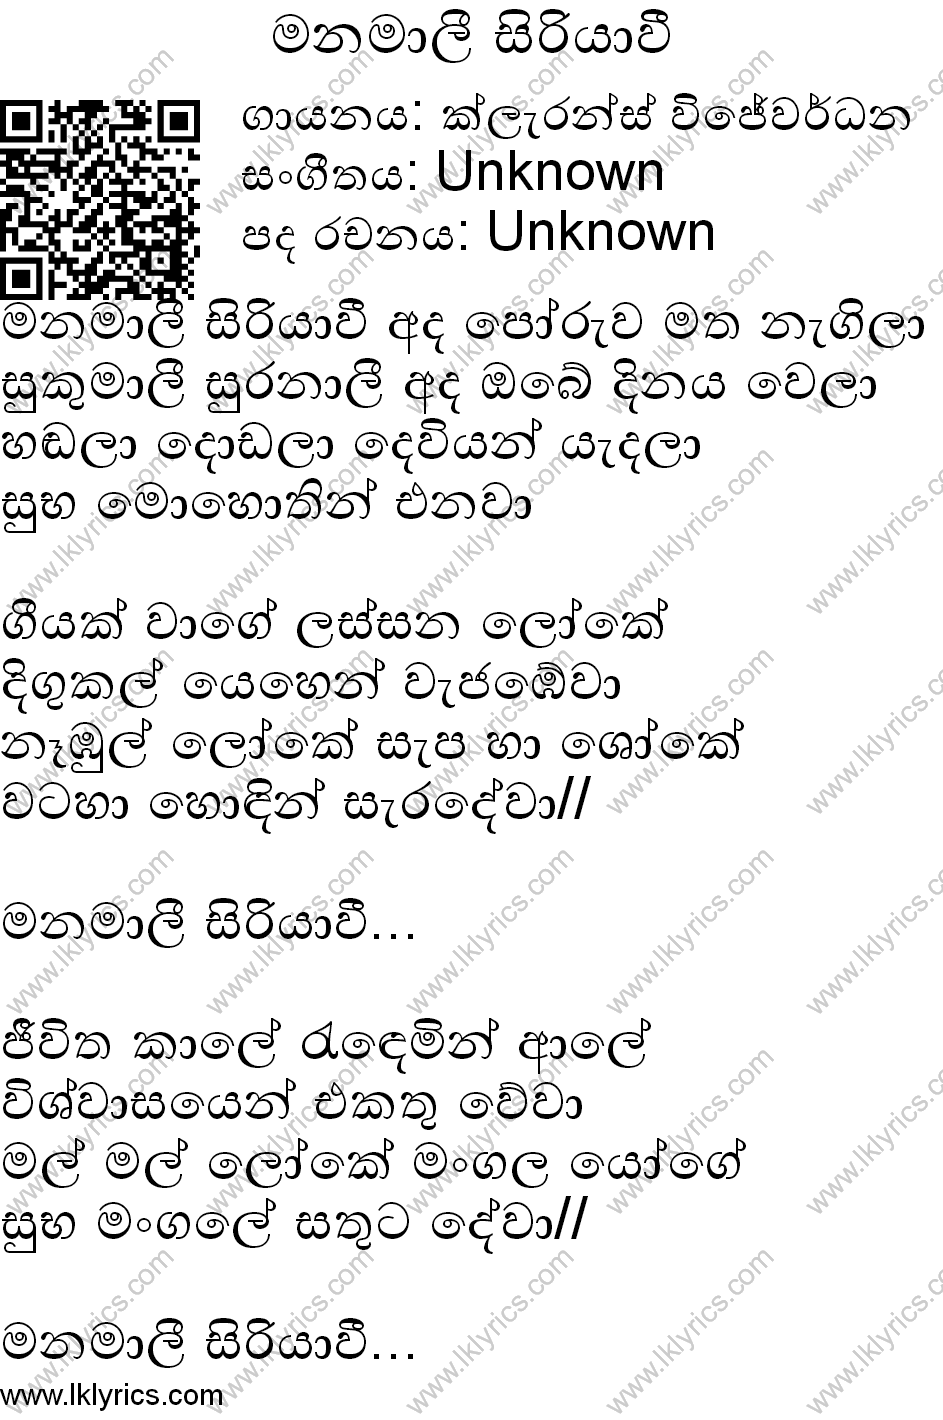 මනමාලී සිරියාවී
ගායනය: ක්ලැරන්ස් විජේවර්ධන
සංගීතය: Unknown
පද රචනය: Unknown
මනමාලී සිරියාවී අද පෝරුව මත නැගිලා
සුකුමාලී සුරනාලී අද ඔබේ දිනය වෙලා
හඬලා දොඩලා දෙවියන් යැදලා
සුභ මොහොතින් එනවා
ගීයක් වාගේ ලස්සන ලෝකේ
දිගුකල් යෙහෙන් වැජඹේවා
නෑඹුල් ලෝකේ සැප හා ශෝකේ
වටහා හොඳින් සැරදේවා//
මනමාලී සිරියාවී...
ජීවිත කාලේ රැඳෙමින් ආලේ
විශ්වාසයෙන් එකතු වේවා
මල් මල් ලෝකේ මංගල යෝගේ
සුභ මංගලේ සතුට දේවා//
මනමාලී සිරියාවී...
www.lklyrics.com